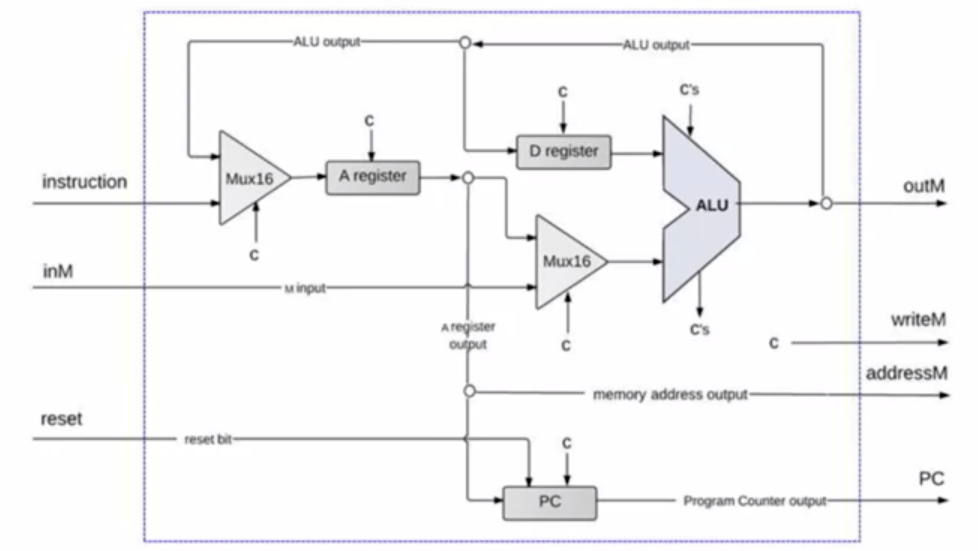 ALU output
ALU output
C
C
C's
instruction
Mux16
A register
D register
ALU
outM
C
inM
M input
Mux16
C's
A register
output
C
C
writeM
addressM
memory address output
reset
reset bit
C
PC
PC
Program Counter output